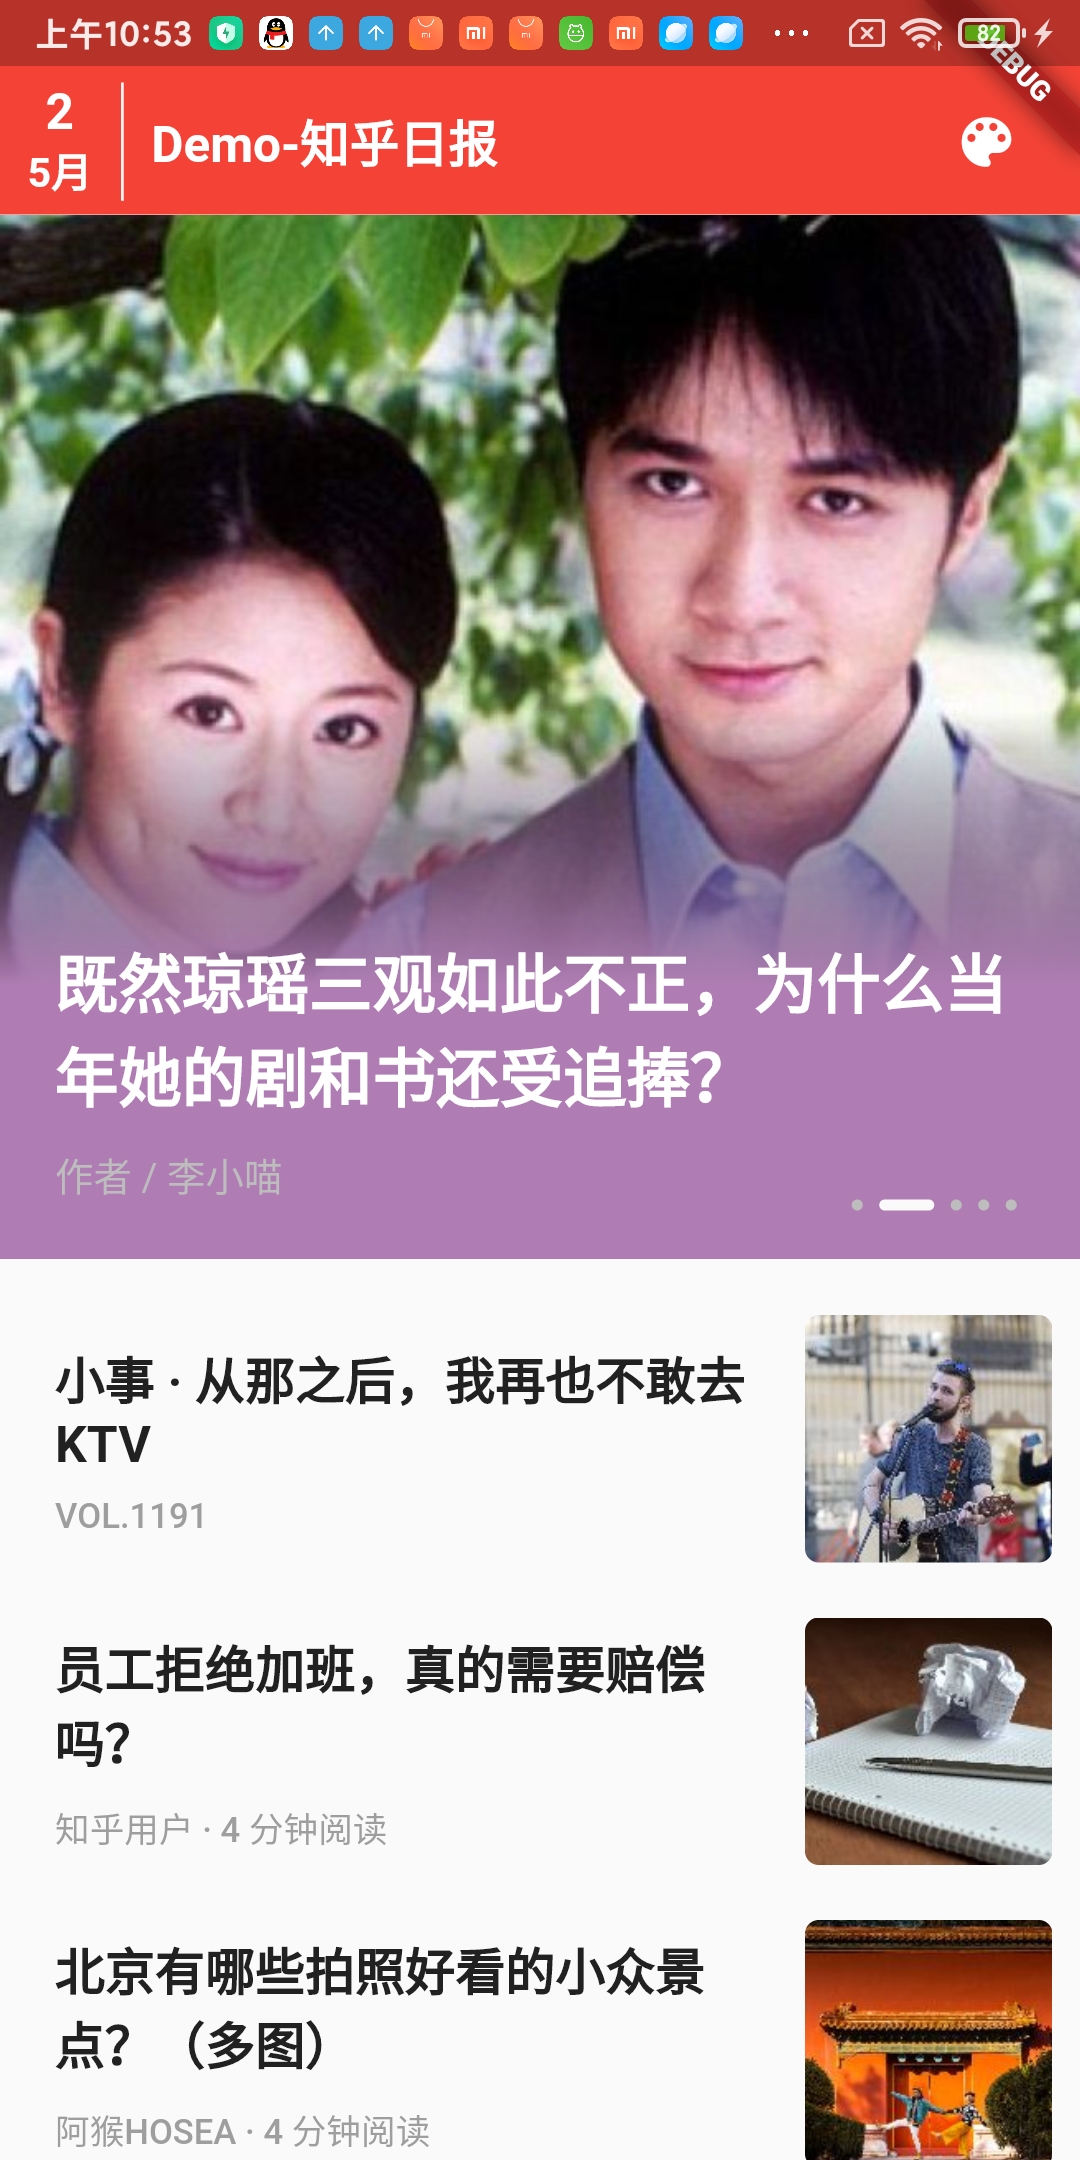 上午10:53
82
DEBUG
2
5月
Demo-知乎日报
既然琼瑶三观如此不正，为什么当
年她的剧和书还受追捧？
作者 / 李小喵
小事 · 从那之后，我再也不敢去
KTV
VOL.1191
员工拒绝加班，真的需要赔偿
吗？
知乎用户 · 4 分钟阅读
北京有哪些拍照好看的小众景
点？（多图）
阿猴HOSEA · 4 分钟阅读